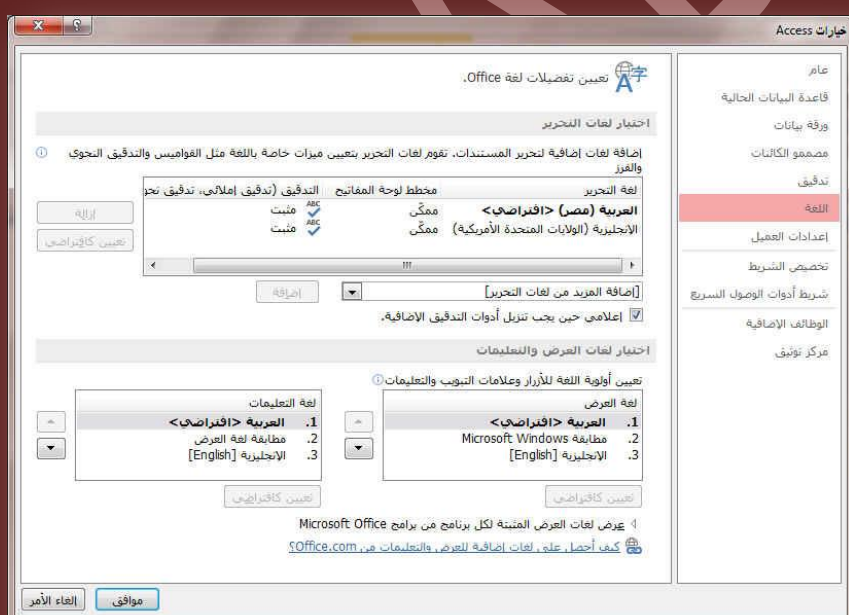 خيارات Access
عام
قاعدة البيانات الحالية
ورقة بيانات
مصممو الكائنات
تدقيق
اللغة
إعدادات العميل
تخصيص الشريط
شريط أدوات الوصول السريع
الوظائف الإضافية
مركز توثيق
تعيين تفضيلات لغة Office.
اختيار لغات التحرير
إضافة لغات إضافية لتحرير المستندات. تقوم لغات التحرير بتعيين ميزات خاصة باللغة مثل القواميس والتدقيق النحوي
والفرز
لغة التحرير مخطط لوحة المفاتيح التدقيق (تدقيق إملائي، تدقيق نحو
العربية (مصر) <افتراضي> ممكّن مثبت
الإنجليزية (الولايات المتحدة الأمريكية) ممكّن مثبت
إزالة
تعيين كافتراضي
[إضافة المزيد من لغات التحرير] إضافة
إعلامي حين يجب تنزيل أدوات التدقيق الإضافية.
اختيار لغات العرض والتعليمات
تعيين أولوية اللغة للأزرار وعلامات التبويب والتعليمات
لغة العرض
1. العربية <افتراضي>
2. مطابقة Microsoft Windows
3. الإنجليزية [English]
تعيين كافتراضي
لغة التعليمات
1. العربية <افتراضي>
2. مطابقة لغة العرض
3. الإنجليزية [English]
تعيين كافتراضي
عرض لغات العرض المثبتة لكل برنامج من برامج Microsoft Office
كيف أحصل على لغات إضافية للعرض والتعليمات من Office.com؟
موافق إلغاء الأمر